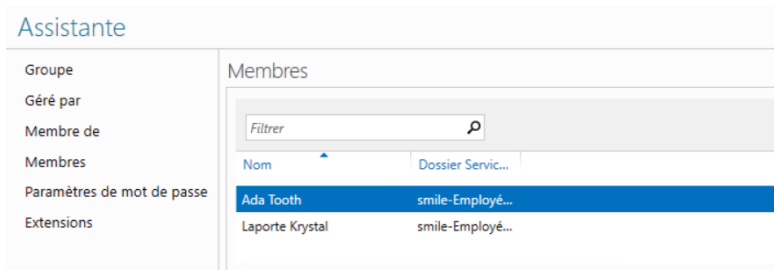 Assistante
Groupe
Géré par
Membre de
Membres
Paramètres de mot de passe
Extensions
Membres
Filtrer
Nom Dossier Servic...
Ada Tooth smile-Employé...
Laporte Krystal smile-Employé...